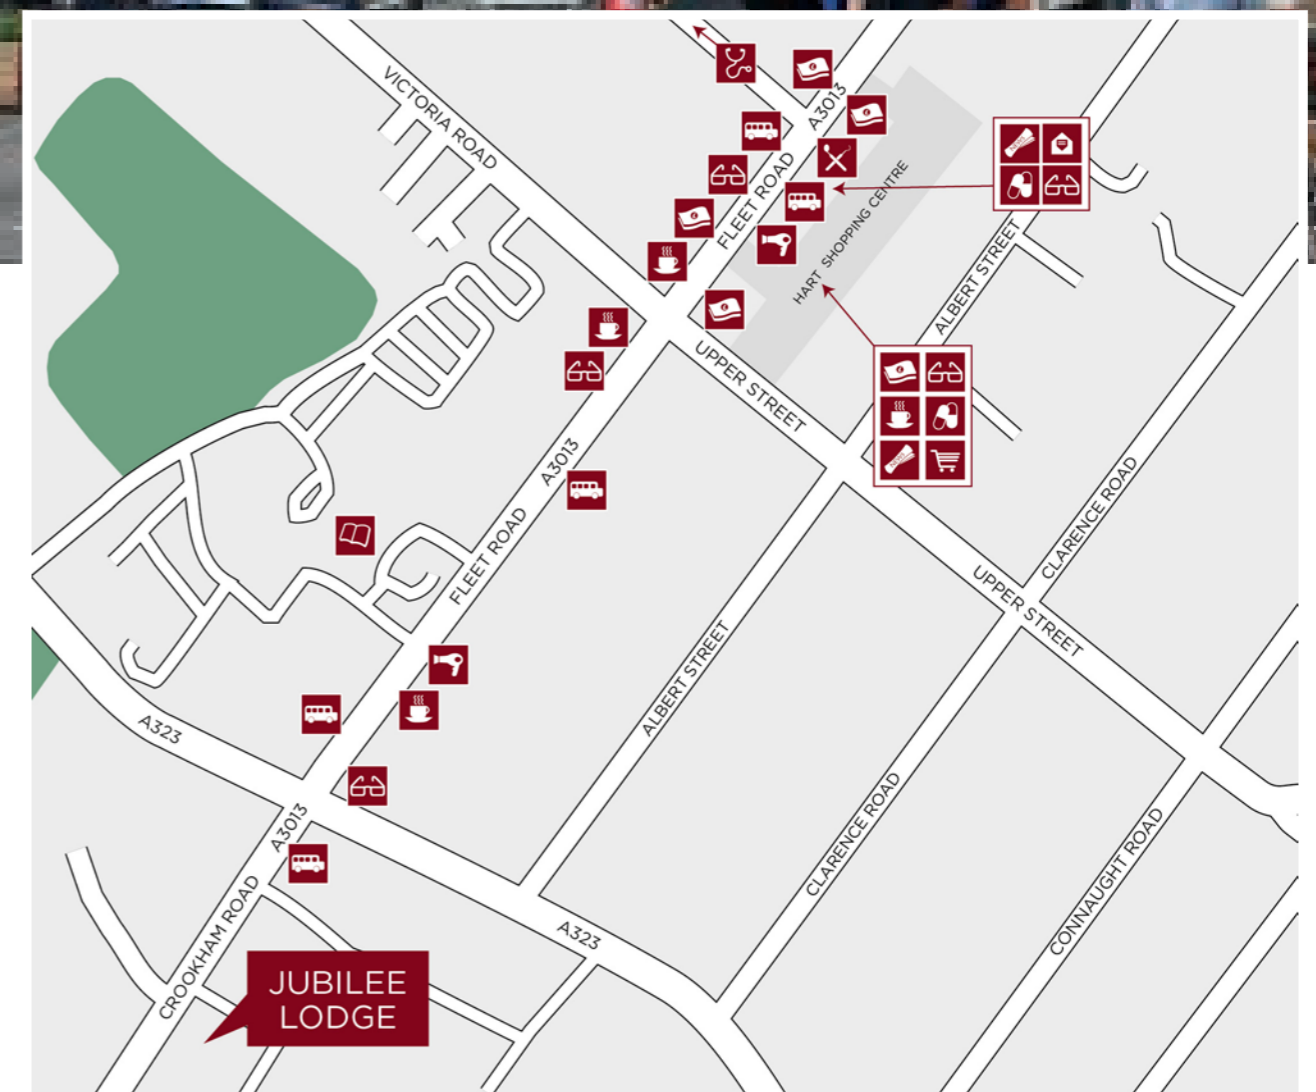 VICTORIA ROAD
A3013
FLEET ROAD
HART SHOPPING CENTRE
ALBERT STREET
UPPER STREET
A3013
FLEET ROAD
CLARENCE ROAD
UPPER STREET
ALBERT STREET
A323
A3013
CLARENCE ROAD
CONNAUGHT ROAD
CROOKHAM ROAD
A323
JUBILEE
LODGE